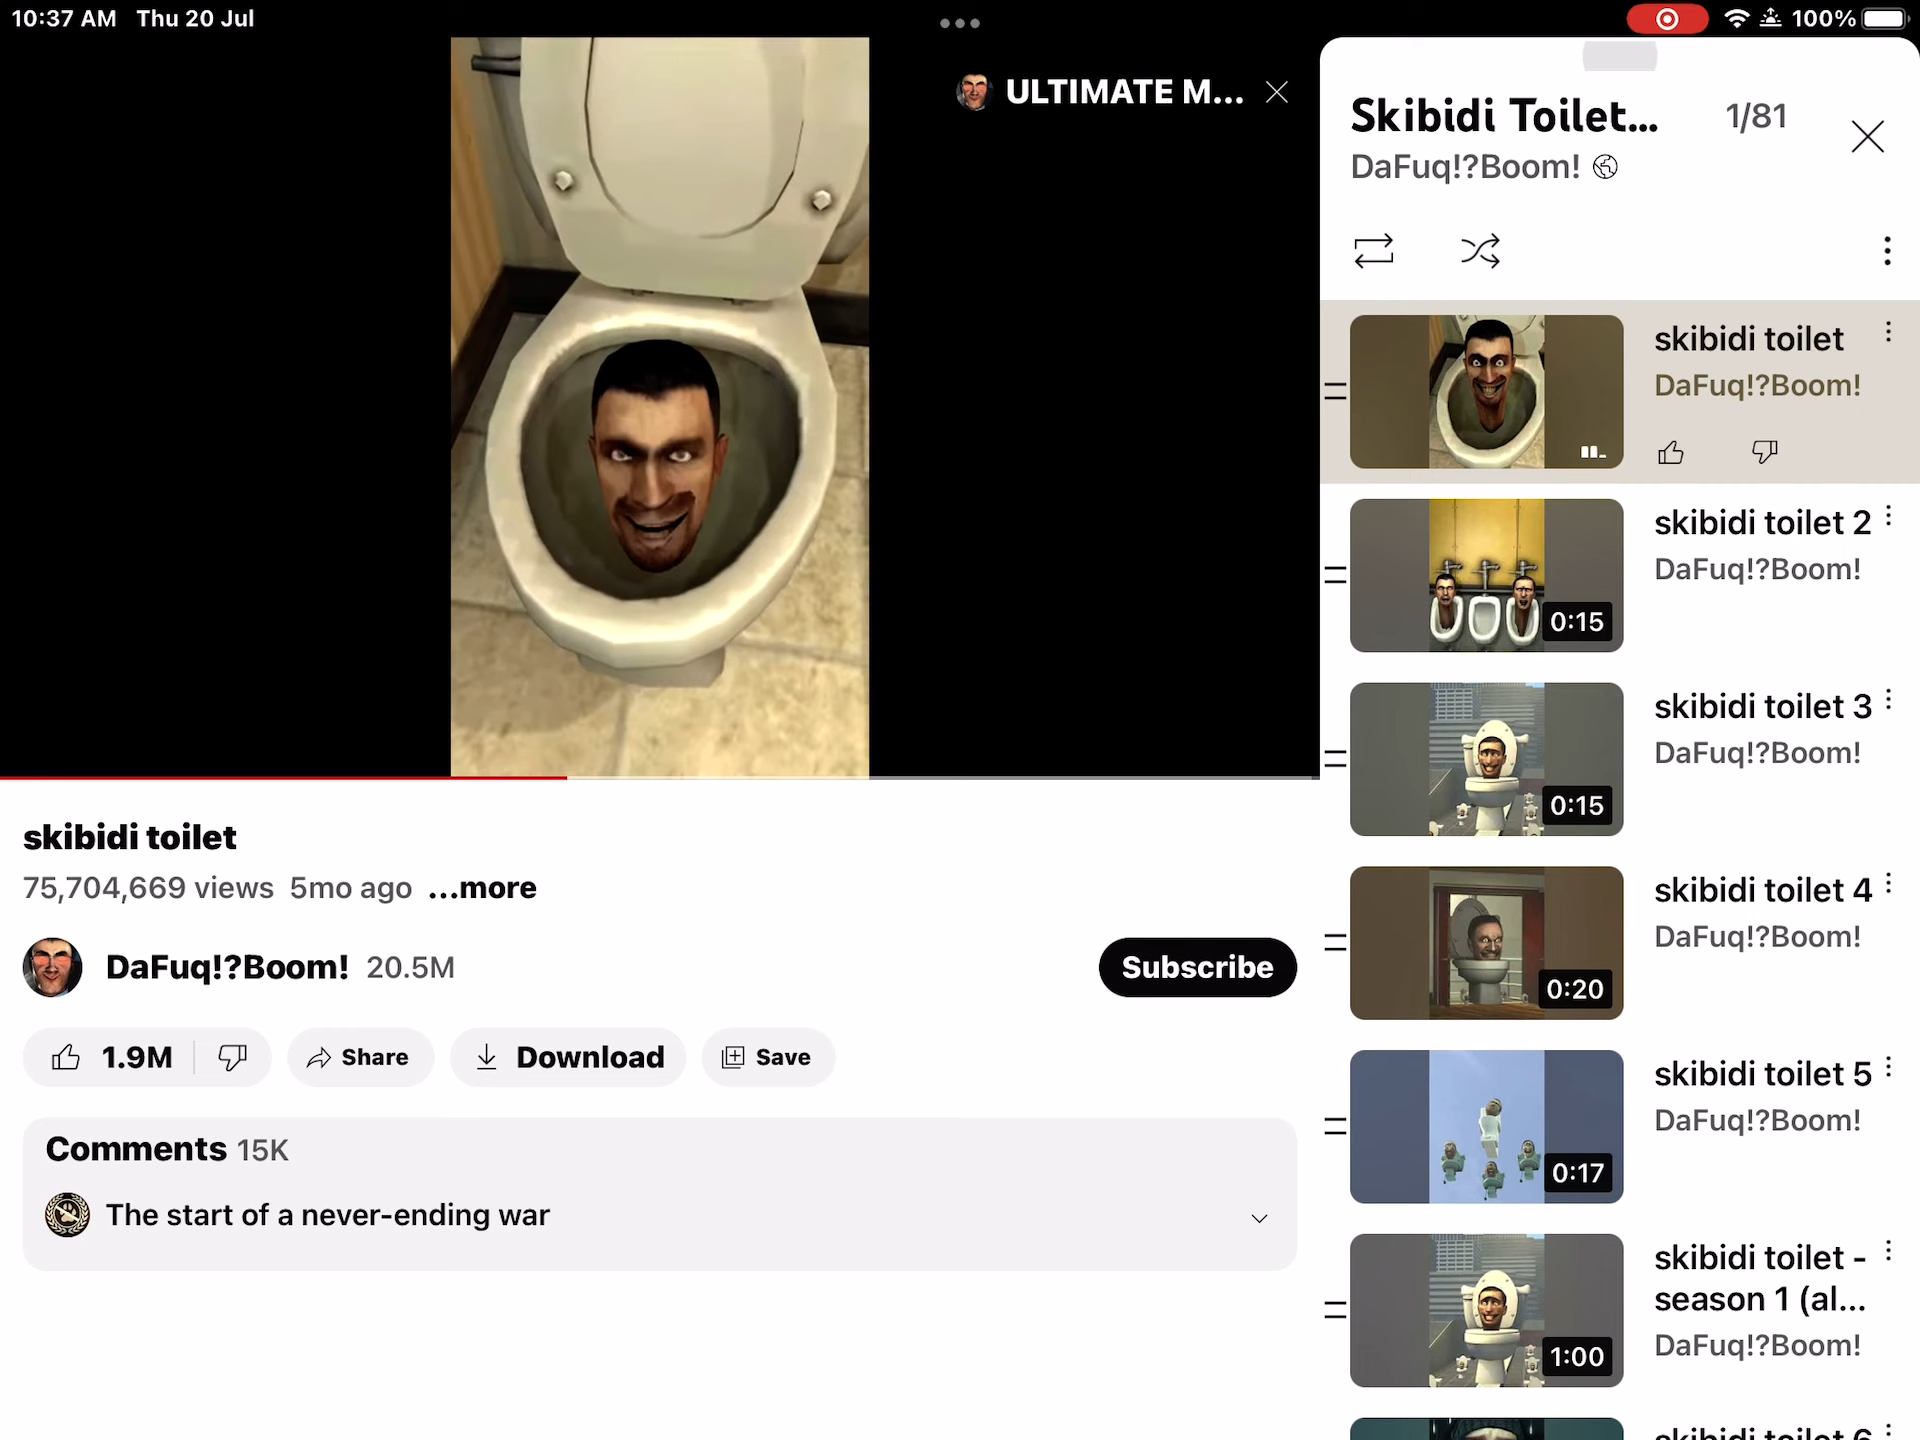 10:37 AM Thu 20 Jul
100%
ULTIMATE M...
Skibidi Toilet... 1/81
DaFuq!?Boom!
skibidi toilet
DaFuq!?Boom!
skibidi toilet 2
DaFuq!?Boom!
0:15
skibidi toilet 3
DaFuq!?Boom!
0:15
skibidi toilet 4
DaFuq!?Boom!
0:20
skibidi toilet 5
DaFuq!?Boom!
0:17
skibidi toilet -
season 1 (al...
DaFuq!?Boom!
1:00
skibidi toilet 6
skibidi toilet
75,704,669 views 5mo ago ...more
DaFuq!?Boom! 20.5M
Subscribe
1.9M
Share
Download
Save
Comments 15K
The start of a never-ending war